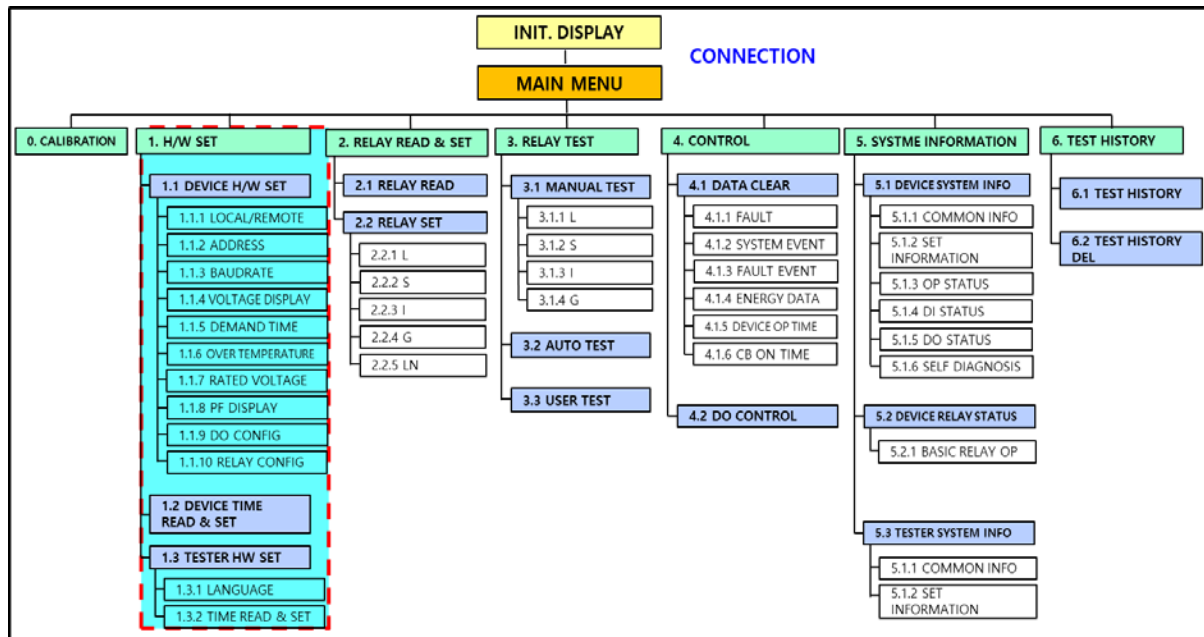 INIT. DISPLAY
CONNECTION
MAIN MENU
0. CALIBRATION
1. H/W SET
1.1 DEVICE H/W SET
1.1.1 LOCAL/REMOTE
1.1.2 ADDRESS
1.1.3 BAUDRATE
1.1.4 VOLTAGE DISPLAY
1.1.5 DEMAND TIME
1.1.6 OVER TEMPERATURE
1.1.7 RATED VOLTAGE
1.1.8 PF DISPLAY
1.1.9 DO CONFIG
1.1.10 RELAY CONFIG
1.2 DEVICE TIME
READ & SET
1.3 TESTER HW SET
1.3.1 LANGUAGE
1.3.2 TIME READ & SET
2. RELAY READ & SET
2.1 RELAY READ
2.2 RELAY SET
2.2.1 L
2.2.2 S
2.2.3 I
2.2.4 G
2.2.5 LN
3. RELAY TEST
3.1 MANUAL TEST
3.1.1 L
3.1.2 S
3.1.3 I
3.1.4 G
3.2 AUTO TEST
3.3 USER TEST
4. CONTROL
4.1 DATA CLEAR
4.1.1 FAULT
4.1.2 SYSTEM EVENT
4.1.3 FAULT EVENT
4.1.4 ENERGY DATA
4.1.5 DEVICE OP TIME
4.1.6 CB ON TIME
4.2 DO CONTROL
5. SYSTME INFORMATION
5.1 DEVICE SYSTEM INFO
5.1.1 COMMON INFO
5.1.2 SET
INFORMATION
5.1.3 OP STATUS
5.1.4 DI STATUS
5.1.5 DO STATUS
5.1.6 SELF DIAGNOSIS
5.2 DEVICE RELAY STATUS
5.2.1 BASIC RELAY OP
5.3 TESTER SYSTEM INFO
5.1.1 COMMON INFO
5.1.2 SET
INFORMATION
6. TEST HISTORY
6.1 TEST HISTORY
6.2 TEST HISTORY
DEL